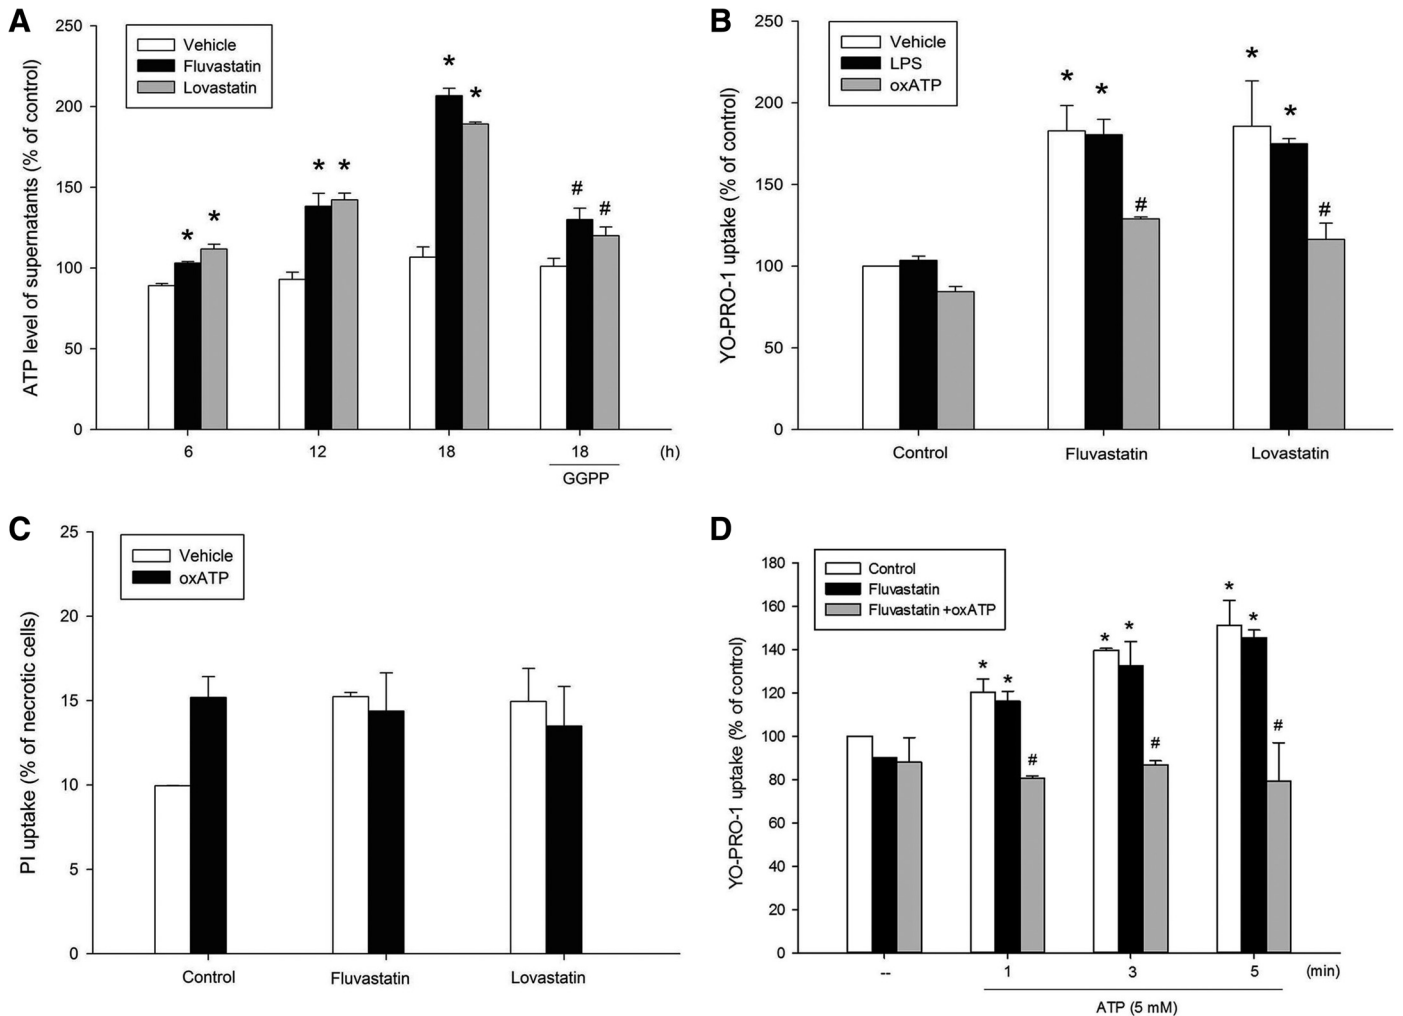 A
ATP level of supernatants (% of control)
250
200
150
100
50
0
Vehicle
Fluvastatin
Lovastatin
* * * * * * # #
6 12 18 18 (h)
GGPP
B
YO-PRO-1 uptake (% of control)
250
200
150
100
50
0
Vehicle
LPS
oxATP
* * # * * #
Control Fluvastatin Lovastatin
C
PI uptake (% of necrotic cells)
25
20
15
10
5
0
Vehicle
oxATP
Control Fluvastatin Lovastatin
D
YO-PRO-1 uptake (% of control)
180
160
140
120
100
80
60
40
20
0
Control
Fluvastatin
Fluvastatin +oxATP
* * # * * # * * #
-- 1 3 5 (min)
ATP (5 mM)